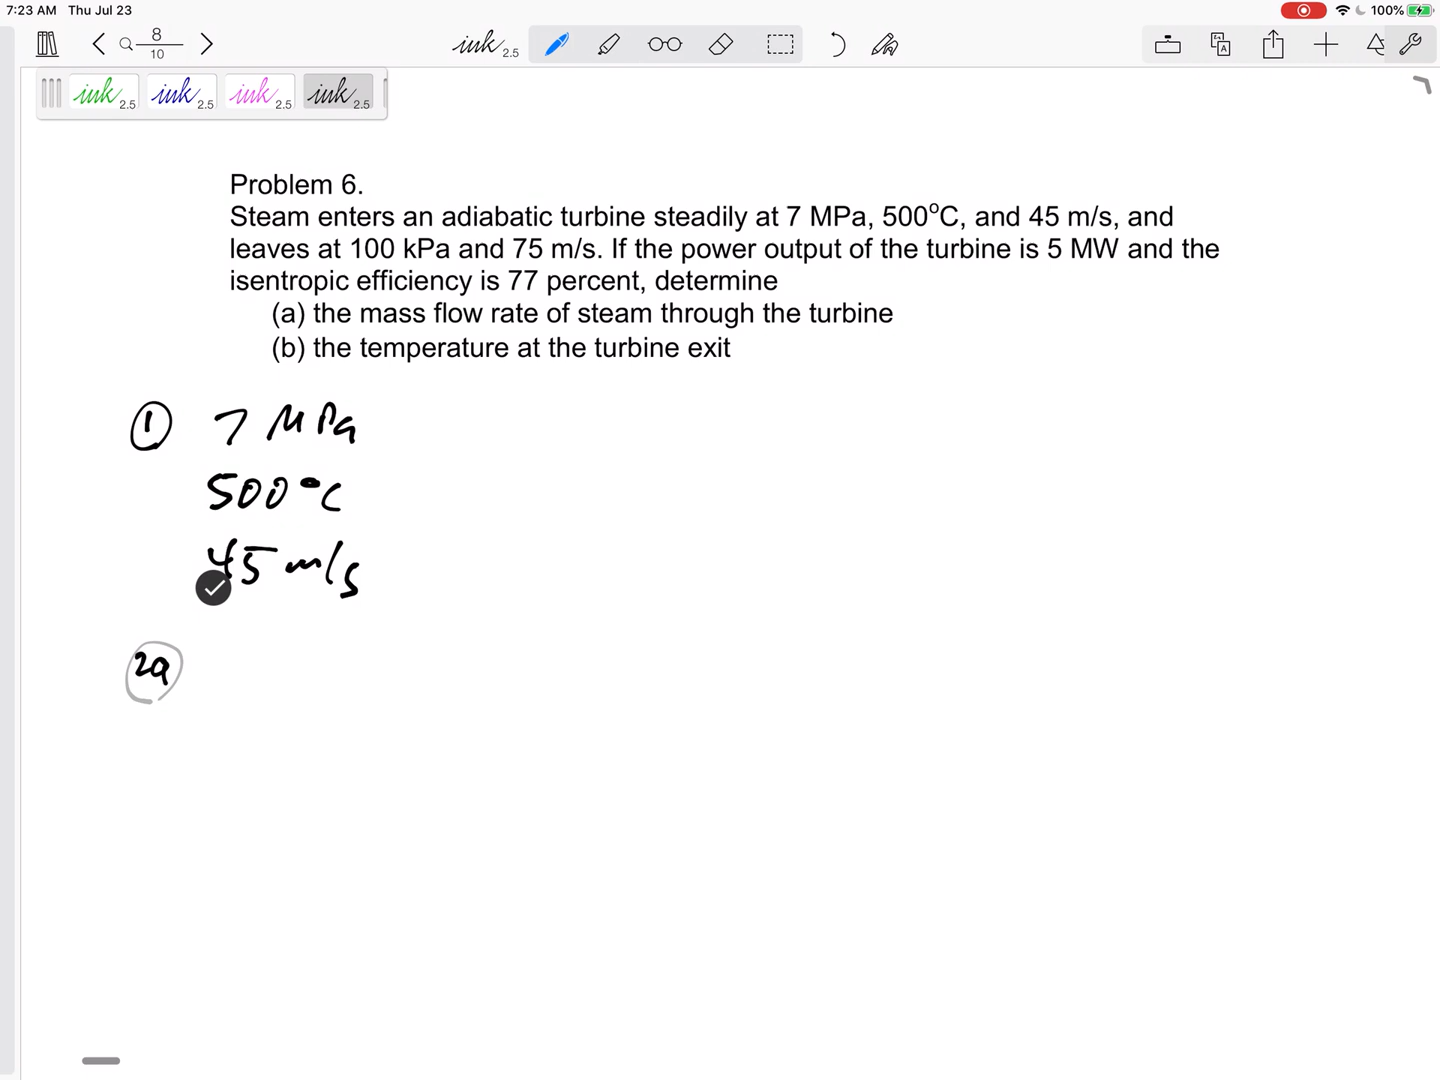 7:23 AM Thu Jul 23
100%
8
10
ink 2.5
ink 2.5 ink 2.5 ink 2.5 ink 2.5
Problem 6.
Steam enters an adiabatic turbine steadily at 7 MPa, 500°C, and 45 m/s, and
leaves at 100 kPa and 75 m/s. If the power output of the turbine is 5 MW and the
isentropic efficiency is 77 percent, determine
(a) the mass flow rate of steam through the turbine
(b) the temperature at the turbine exit
① 7 MPa
500°C
45 m/s
2a